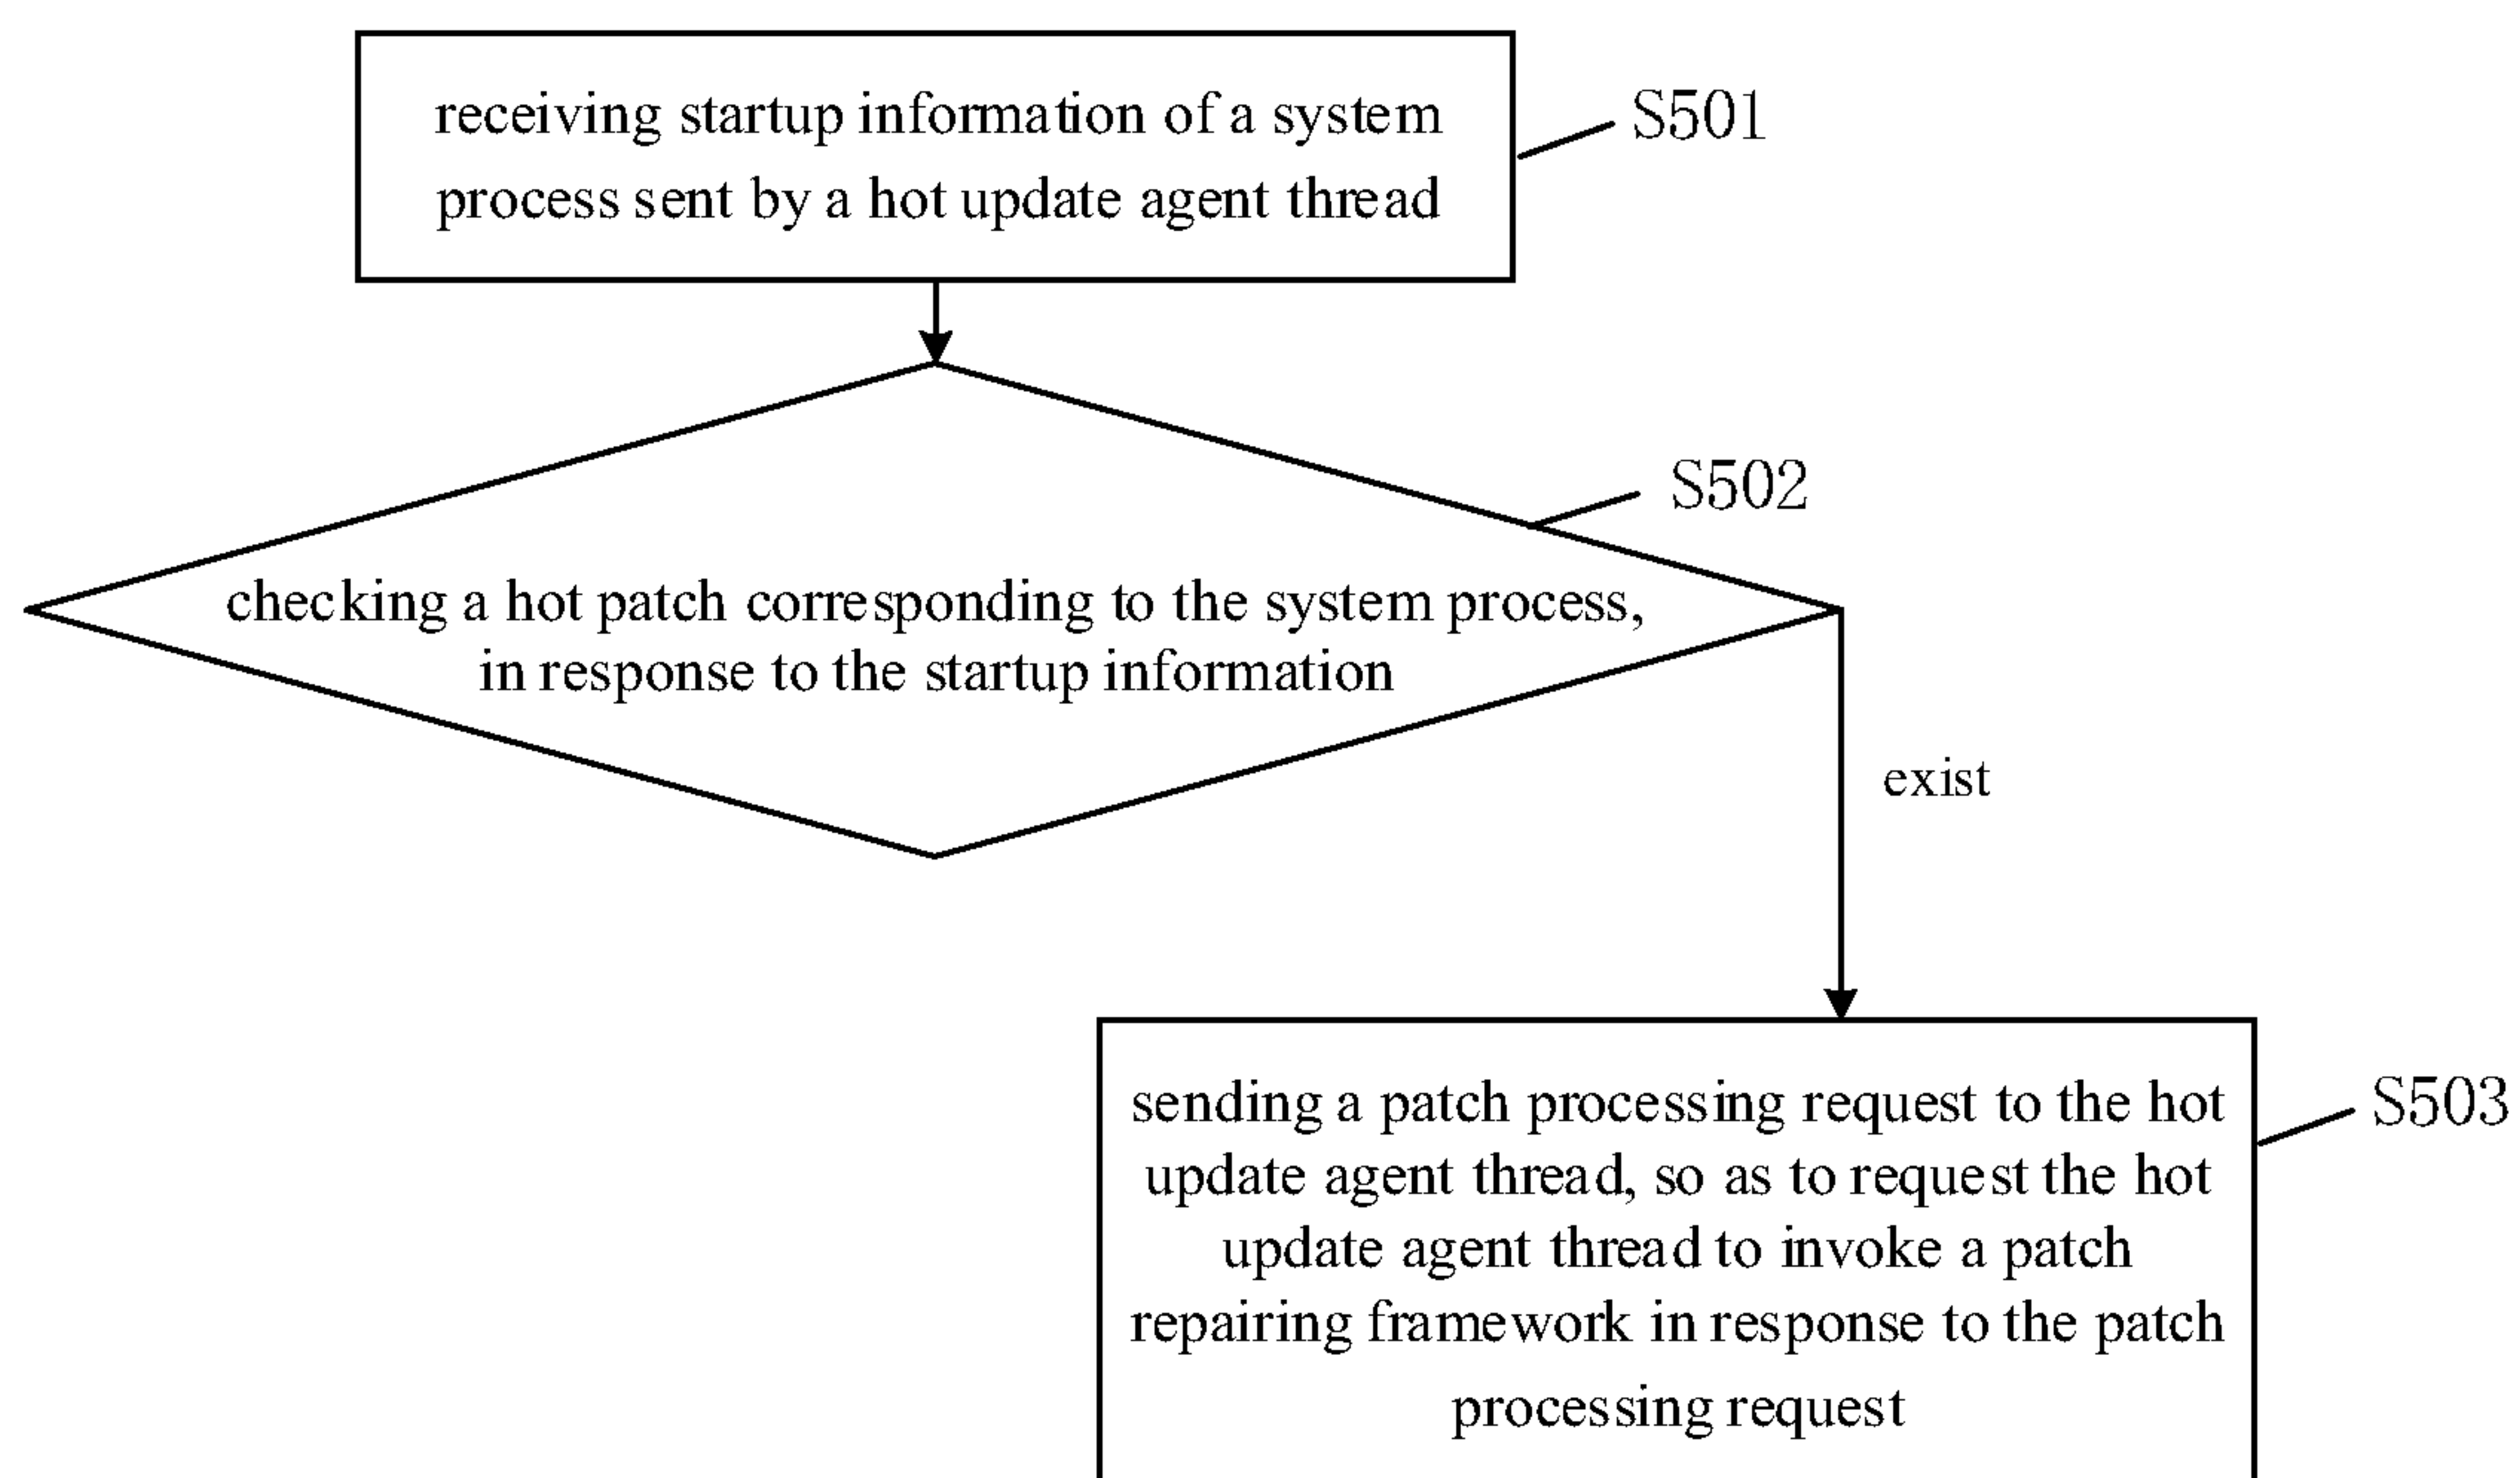 receiving startup information of a system
process sent by a hot update agent thread
S501
S502
checking a hot patch corresponding to the system process,
in response to the startup information
exist
sending a patch processing request to the hot
update agent thread, so as to request the hot
update agent thread to invoke a patch
repairing framework in response to the patch
processing request
S503